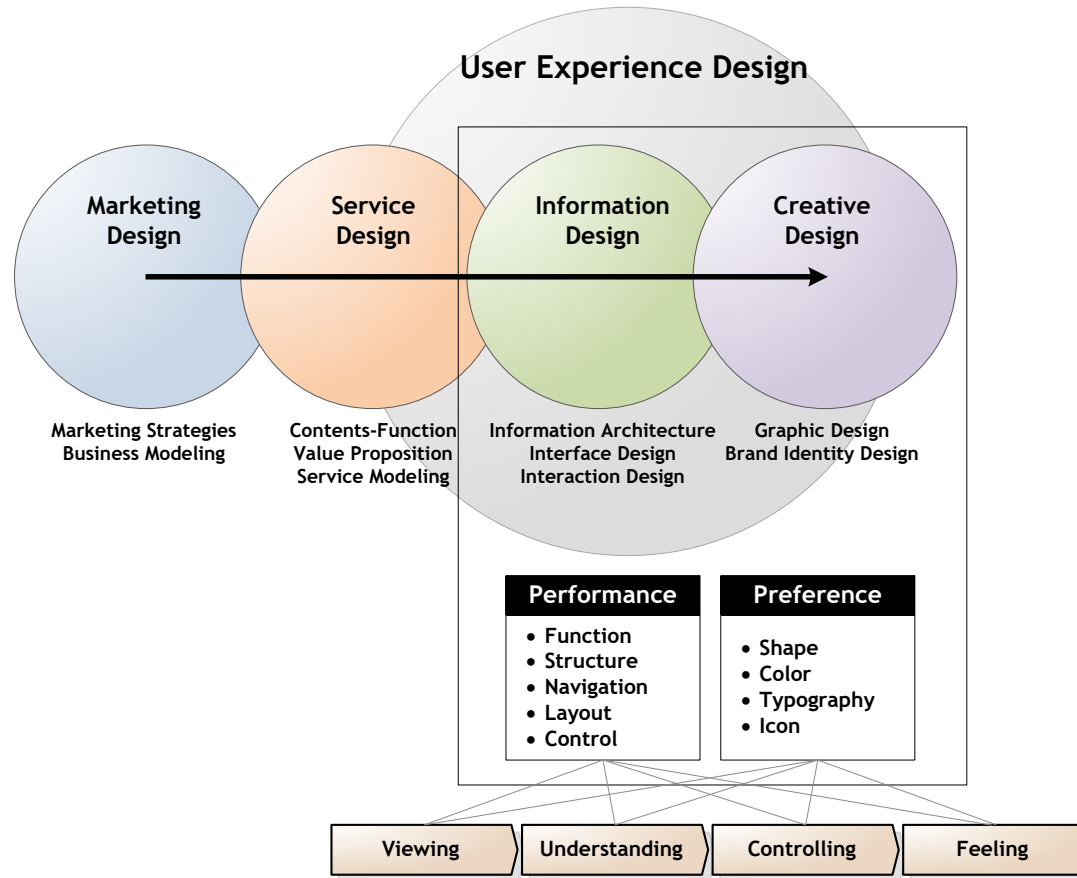 User Experience Design
Marketing
Design
Service
Design
Information
Design
Creative
Design
Marketing Strategies
Business Modeling
Contents-Function
Value Proposition
Service Modeling
Information Architecture
Interface Design
Interaction Design
Graphic Design
Brand Identity Design
Performance
• Function
• Structure
• Navigation
• Layout
• Control
Preference
• Shape
• Color
• Typography
• Icon
Viewing
Understanding
Controlling
Feeling